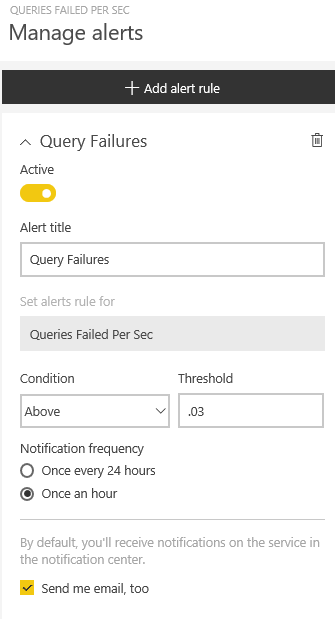 QUERIES FAILED PER SEC
Manage alerts
Add alert rule
Query Failures
Active
Alert title
Query Failures
Set alerts rule for
Queries Failed Per Sec
Condition Threshold
Above .03
Notification frequency
Once every 24 hours
Once an hour
By default, you'll receive notifications on the service in
the notification center.
Send me email, too